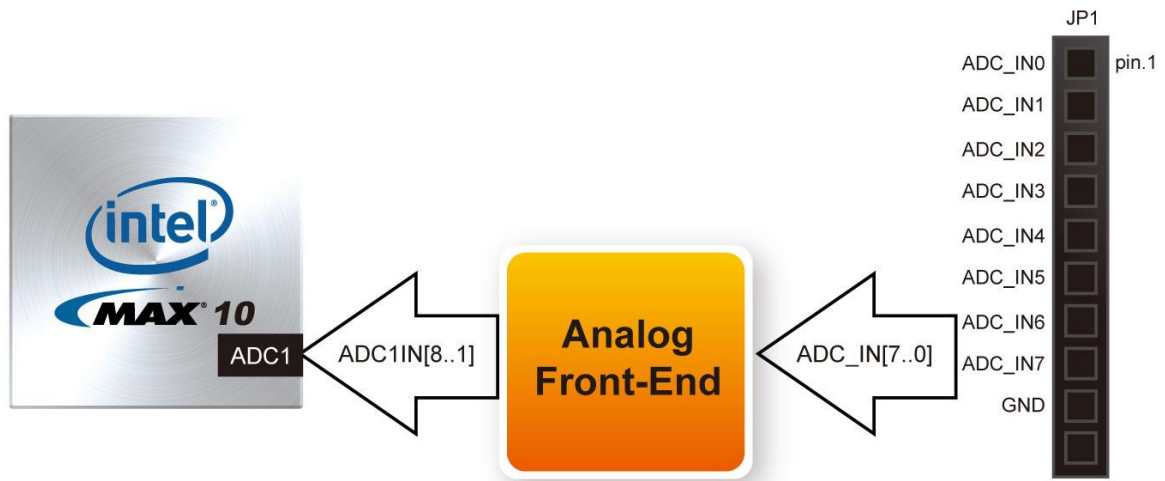 JP1
ADC_IN0
pin.1
ADC_IN1
ADC_IN2
ADC_IN3
ADC_IN4
ADC_IN5
ADC_IN6
ADC_IN7
GND
intel®
MAX® 10
ADC1
ADC1IN[8..1]
Analog
Front-End
ADC_IN[7..0]